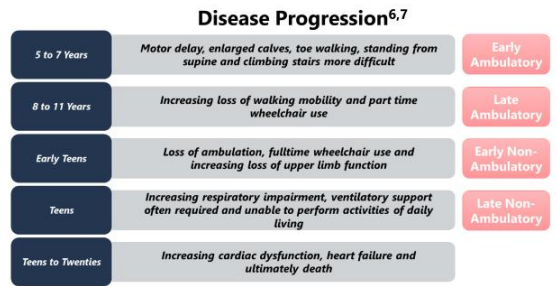 Disease Progression6,7
5 to 7 Years
Motor delay, enlarged calves, toe walking, standing from
supine and climbing stairs more difficult
Early
Ambulatory
8 to 11 Years
Increasing loss of walking mobility and part time
wheelchair use
Late
Ambulatory
Early Teens
Loss of ambulation, fulltime wheelchair use and
increasing loss of upper limb function
Early Non-
Ambulatory
Teens
Increasing respiratory impairment, ventilatory support
often required and unable to perform activities of daily
living
Late Non-
Ambulatory
Teens to Twenties
Increasing cardiac dysfunction, heart failure and
ultimately death